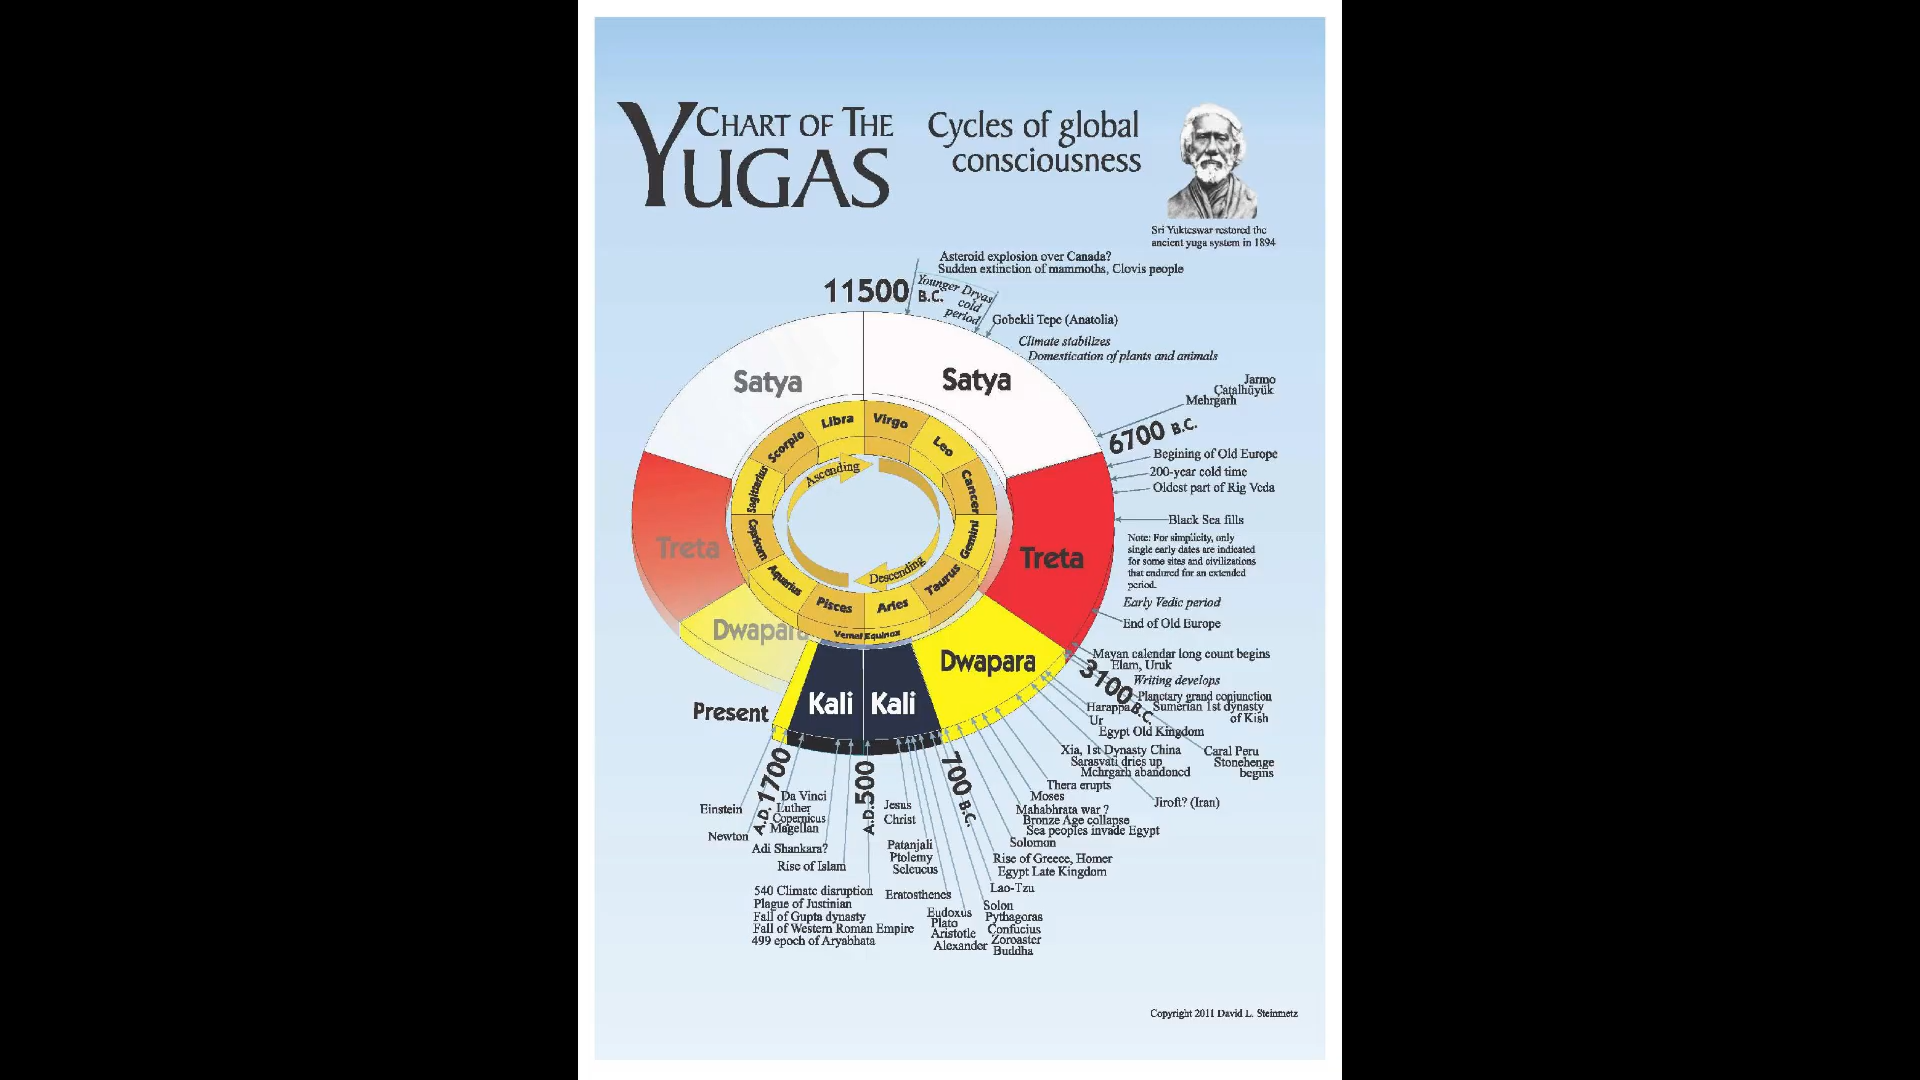 CHART OF THE
YUGAS
Cycles of global
consciousness
Sri Yukteswar restored the
ancient yuga system in 1894
Asteroid explosion over Canada?
Sudden extinction of mammoths, Clovis people
11500 B.C.
Younger Dryas
cold
period
Gobekli Tepe (Anatolia)
Climate stabilizes
Domestication of plants and animals
Satya
Satya
Jarmo
Çatalhüyük
Mehrgarh
6700 B.C.
Libra
Virgo
Scorpio
Leo
Sagittarius
Cancer
Capricorn
Gemini
Aquarius
Taurus
Pisces
Aries
Vernal Equinox
Ascending
Descending
Begining of Old Europe
200-year cold time
Oldest part of Rig Veda
Black Sea fills
Note: For simplicity, only
single early dates are indicated
for some sites and civilizations
that endured for an extended
period.
Treta
Treta
Early Vedic period
End of Old Europe
Dwapara
Dwapara
Mayan calendar long count begins
Elam, Uruk
3100 B.C.
Writing develops
Planetary grand conjunction
Harappa
Sumerian 1st dynasty
of Kish
Ur
Egypt Old Kingdom
Kali
Kali
Present
Xia, 1st Dynasty China
Sarasvati dries up
Mehrgarh abandoned
Caral Peru
Stonehenge
begins
Thera erupts
Moses
Jiroft? (Iran)
Mahabhrata war ?
Bronze Age collapse
Sea peoples invade Egypt
Solomon
A.D. 1700
A.D. 500
700 B.C.
Einstein
Newton
Da Vinci
Luther
Copernicus
Magellan
Adi Shankara?
Rise of Islam
Jesus
Christ
Patanjali
Ptolemy
Seleucus
Rise of Greece, Homer
Egypt Late Kingdom
Lao-Tzu
540 Climate disruption
Plague of Justinian
Fall of Gupta dynasty
Fall of Western Roman Empire
499 epoch of Aryabhata
Eratosthenes
Eudoxus
Plato
Aristotle
Alexander
Solon
Pythagoras
Confucius
Zoroaster
Buddha
Copyright 2011 David L. Steinmetz